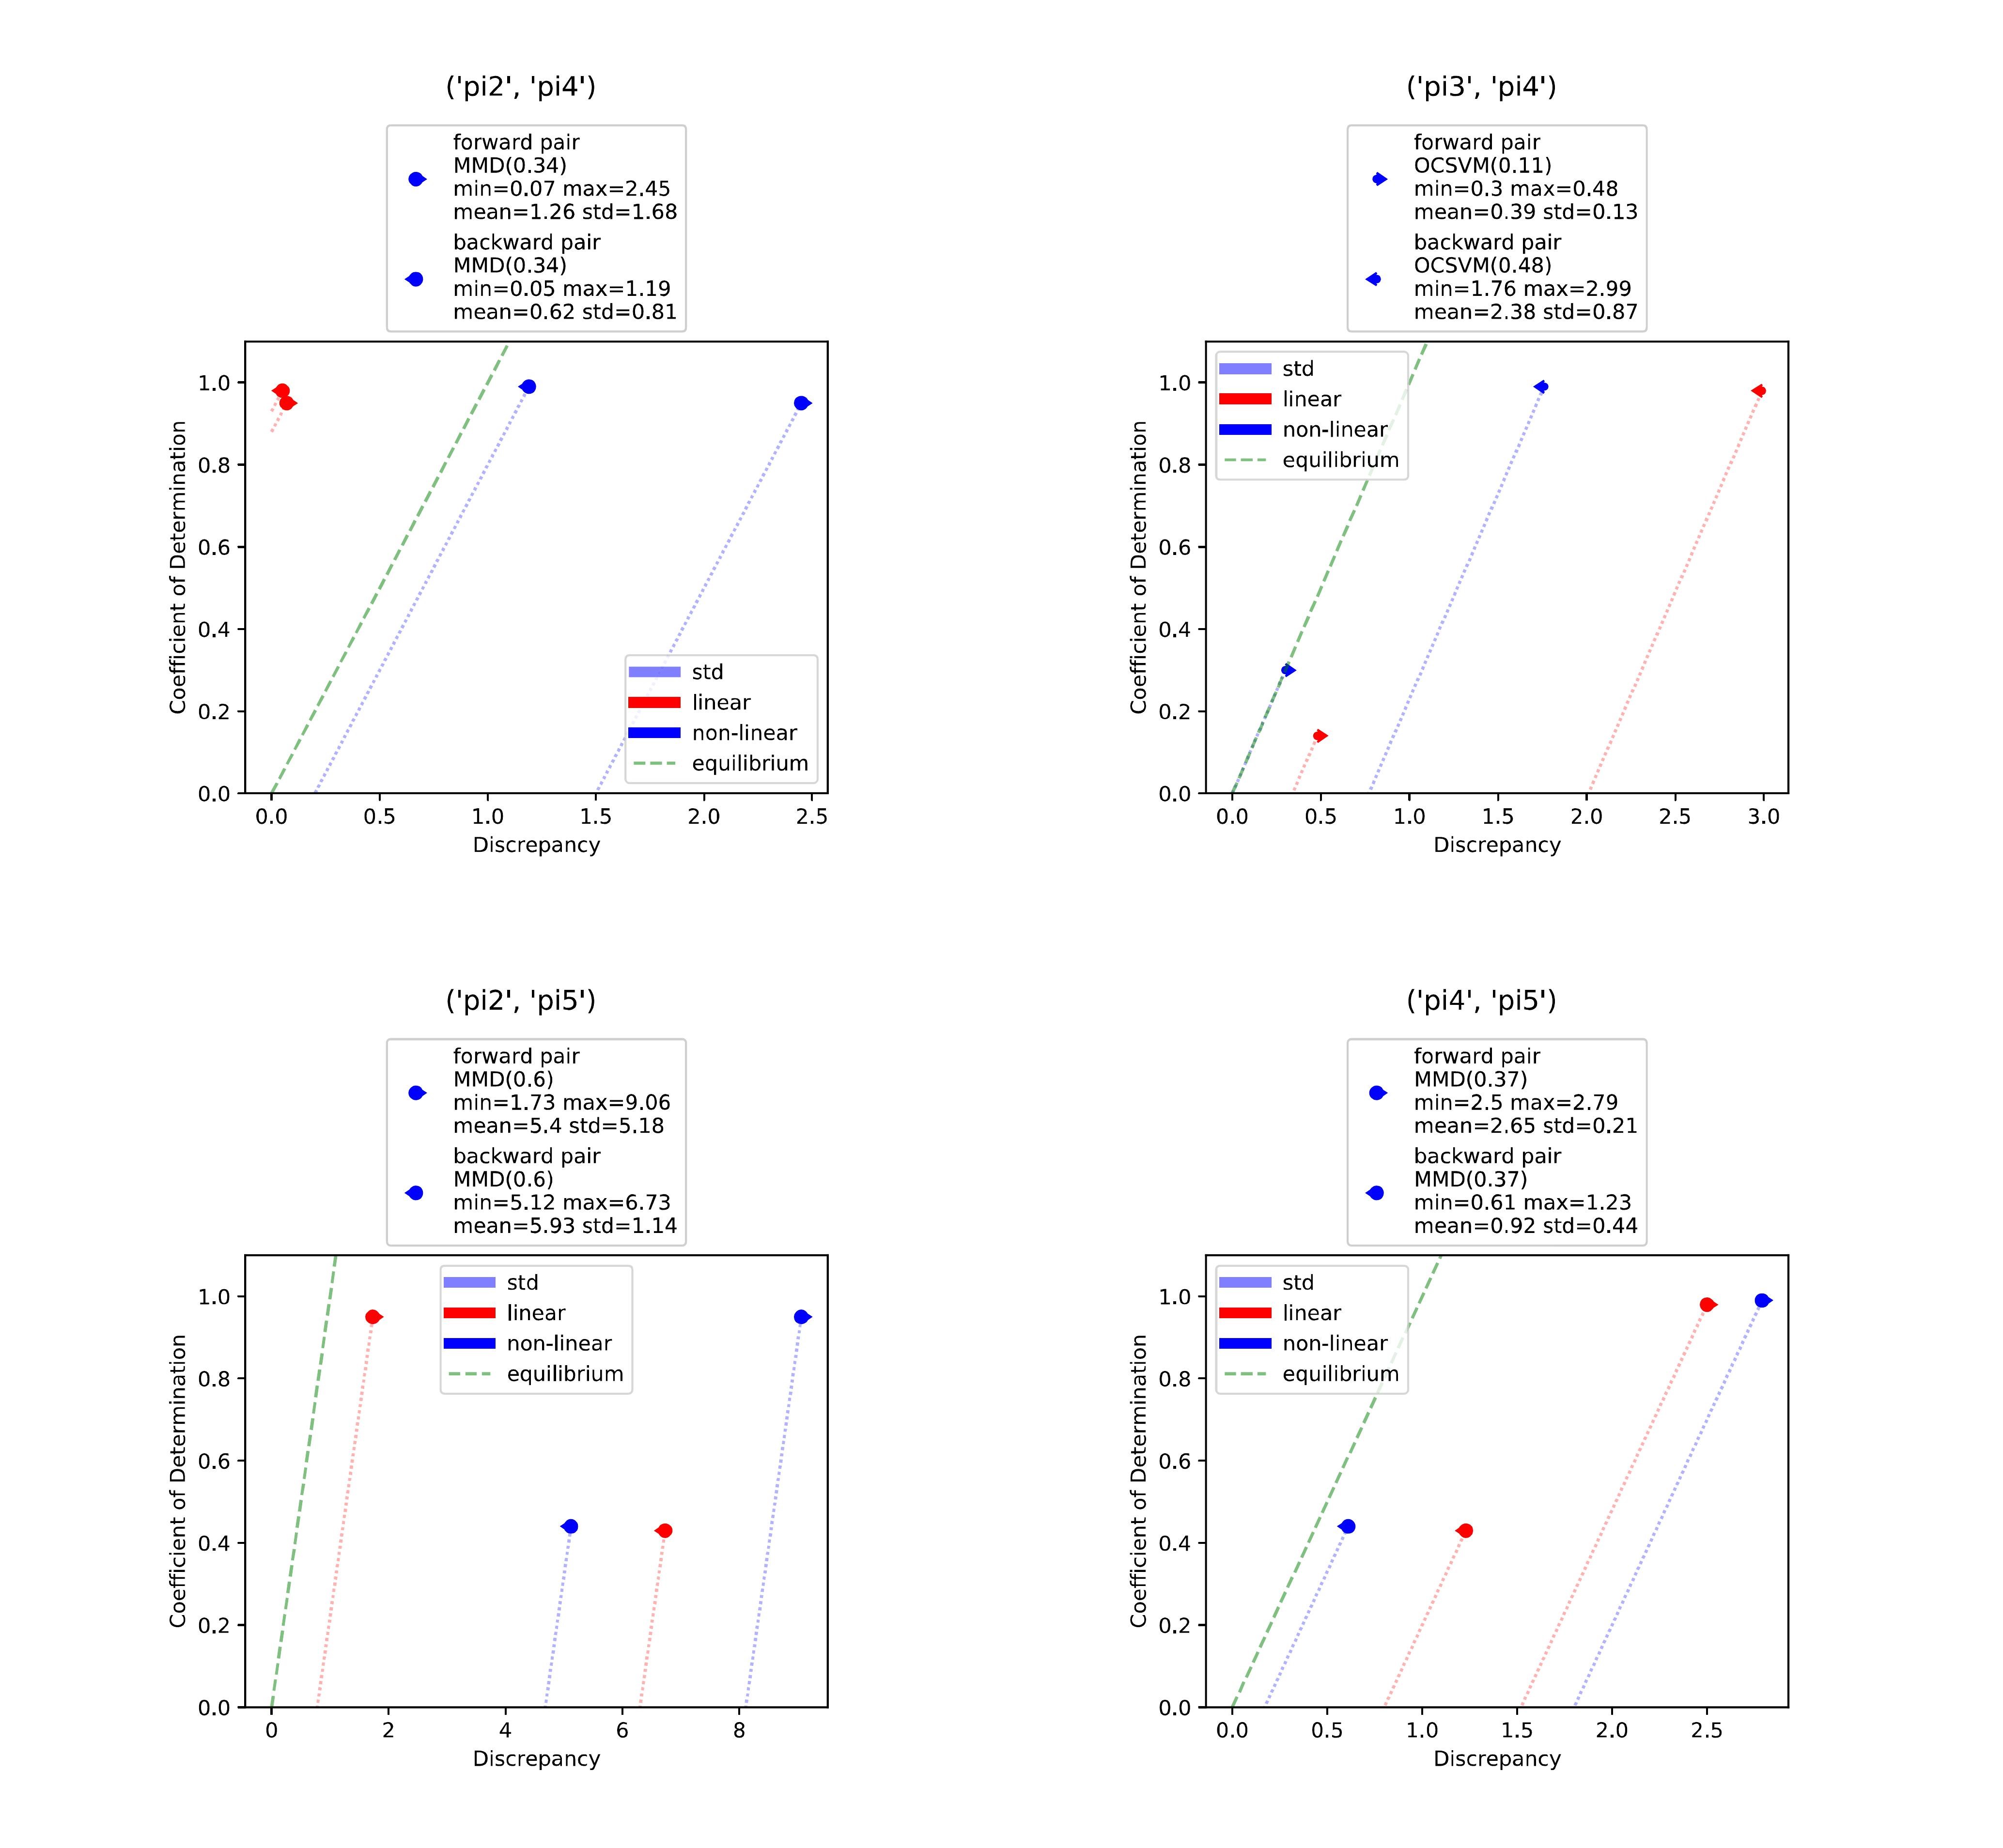 ('pi2', 'pi4')
forward pair
MMD(0.34)
min=0.07 max=2.45
mean=1.26 std=1.68
backward pair
MMD(0.34)
min=0.05 max=1.19
mean=0.62 std=0.81
1.0
0.8
0.6
0.4
0.2
0.0
Coefficient of Determination
std
linear
non-linear
equilibrium
0.0 0.5 1.0 1.5 2.0 2.5
Discrepancy
('pi3', 'pi4')
forward pair
OCSVM(0.11)
min=0.3 max=0.48
mean=0.39 std=0.13
backward pair
OCSVM(0.48)
min=1.76 max=2.99
mean=2.38 std=0.87
std
linear
non-linear
equilibrium
1.0
0.8
0.6
0.4
0.2
0.0
Coefficient of Determination
0.0 0.5 1.0 1.5 2.0 2.5 3.0
Discrepancy
('pi2', 'pi5')
forward pair
MMD(0.6)
min=1.73 max=9.06
mean=5.4 std=5.18
backward pair
MMD(0.6)
min=5.12 max=6.73
mean=5.93 std=1.14
std
linear
non-linear
equilibrium
1.0
0.8
0.6
0.4
0.2
0.0
Coefficient of Determination
0 2 4 6 8
Discrepancy
('pi4', 'pi5')
forward pair
MMD(0.37)
min=2.5 max=2.79
mean=2.65 std=0.21
backward pair
MMD(0.37)
min=0.61 max=1.23
mean=0.92 std=0.44
std
linear
non-linear
equilibrium
1.0
0.8
0.6
0.4
0.2
0.0
Coefficient of Determination
0.0 0.5 1.0 1.5 2.0 2.5
Discrepancy